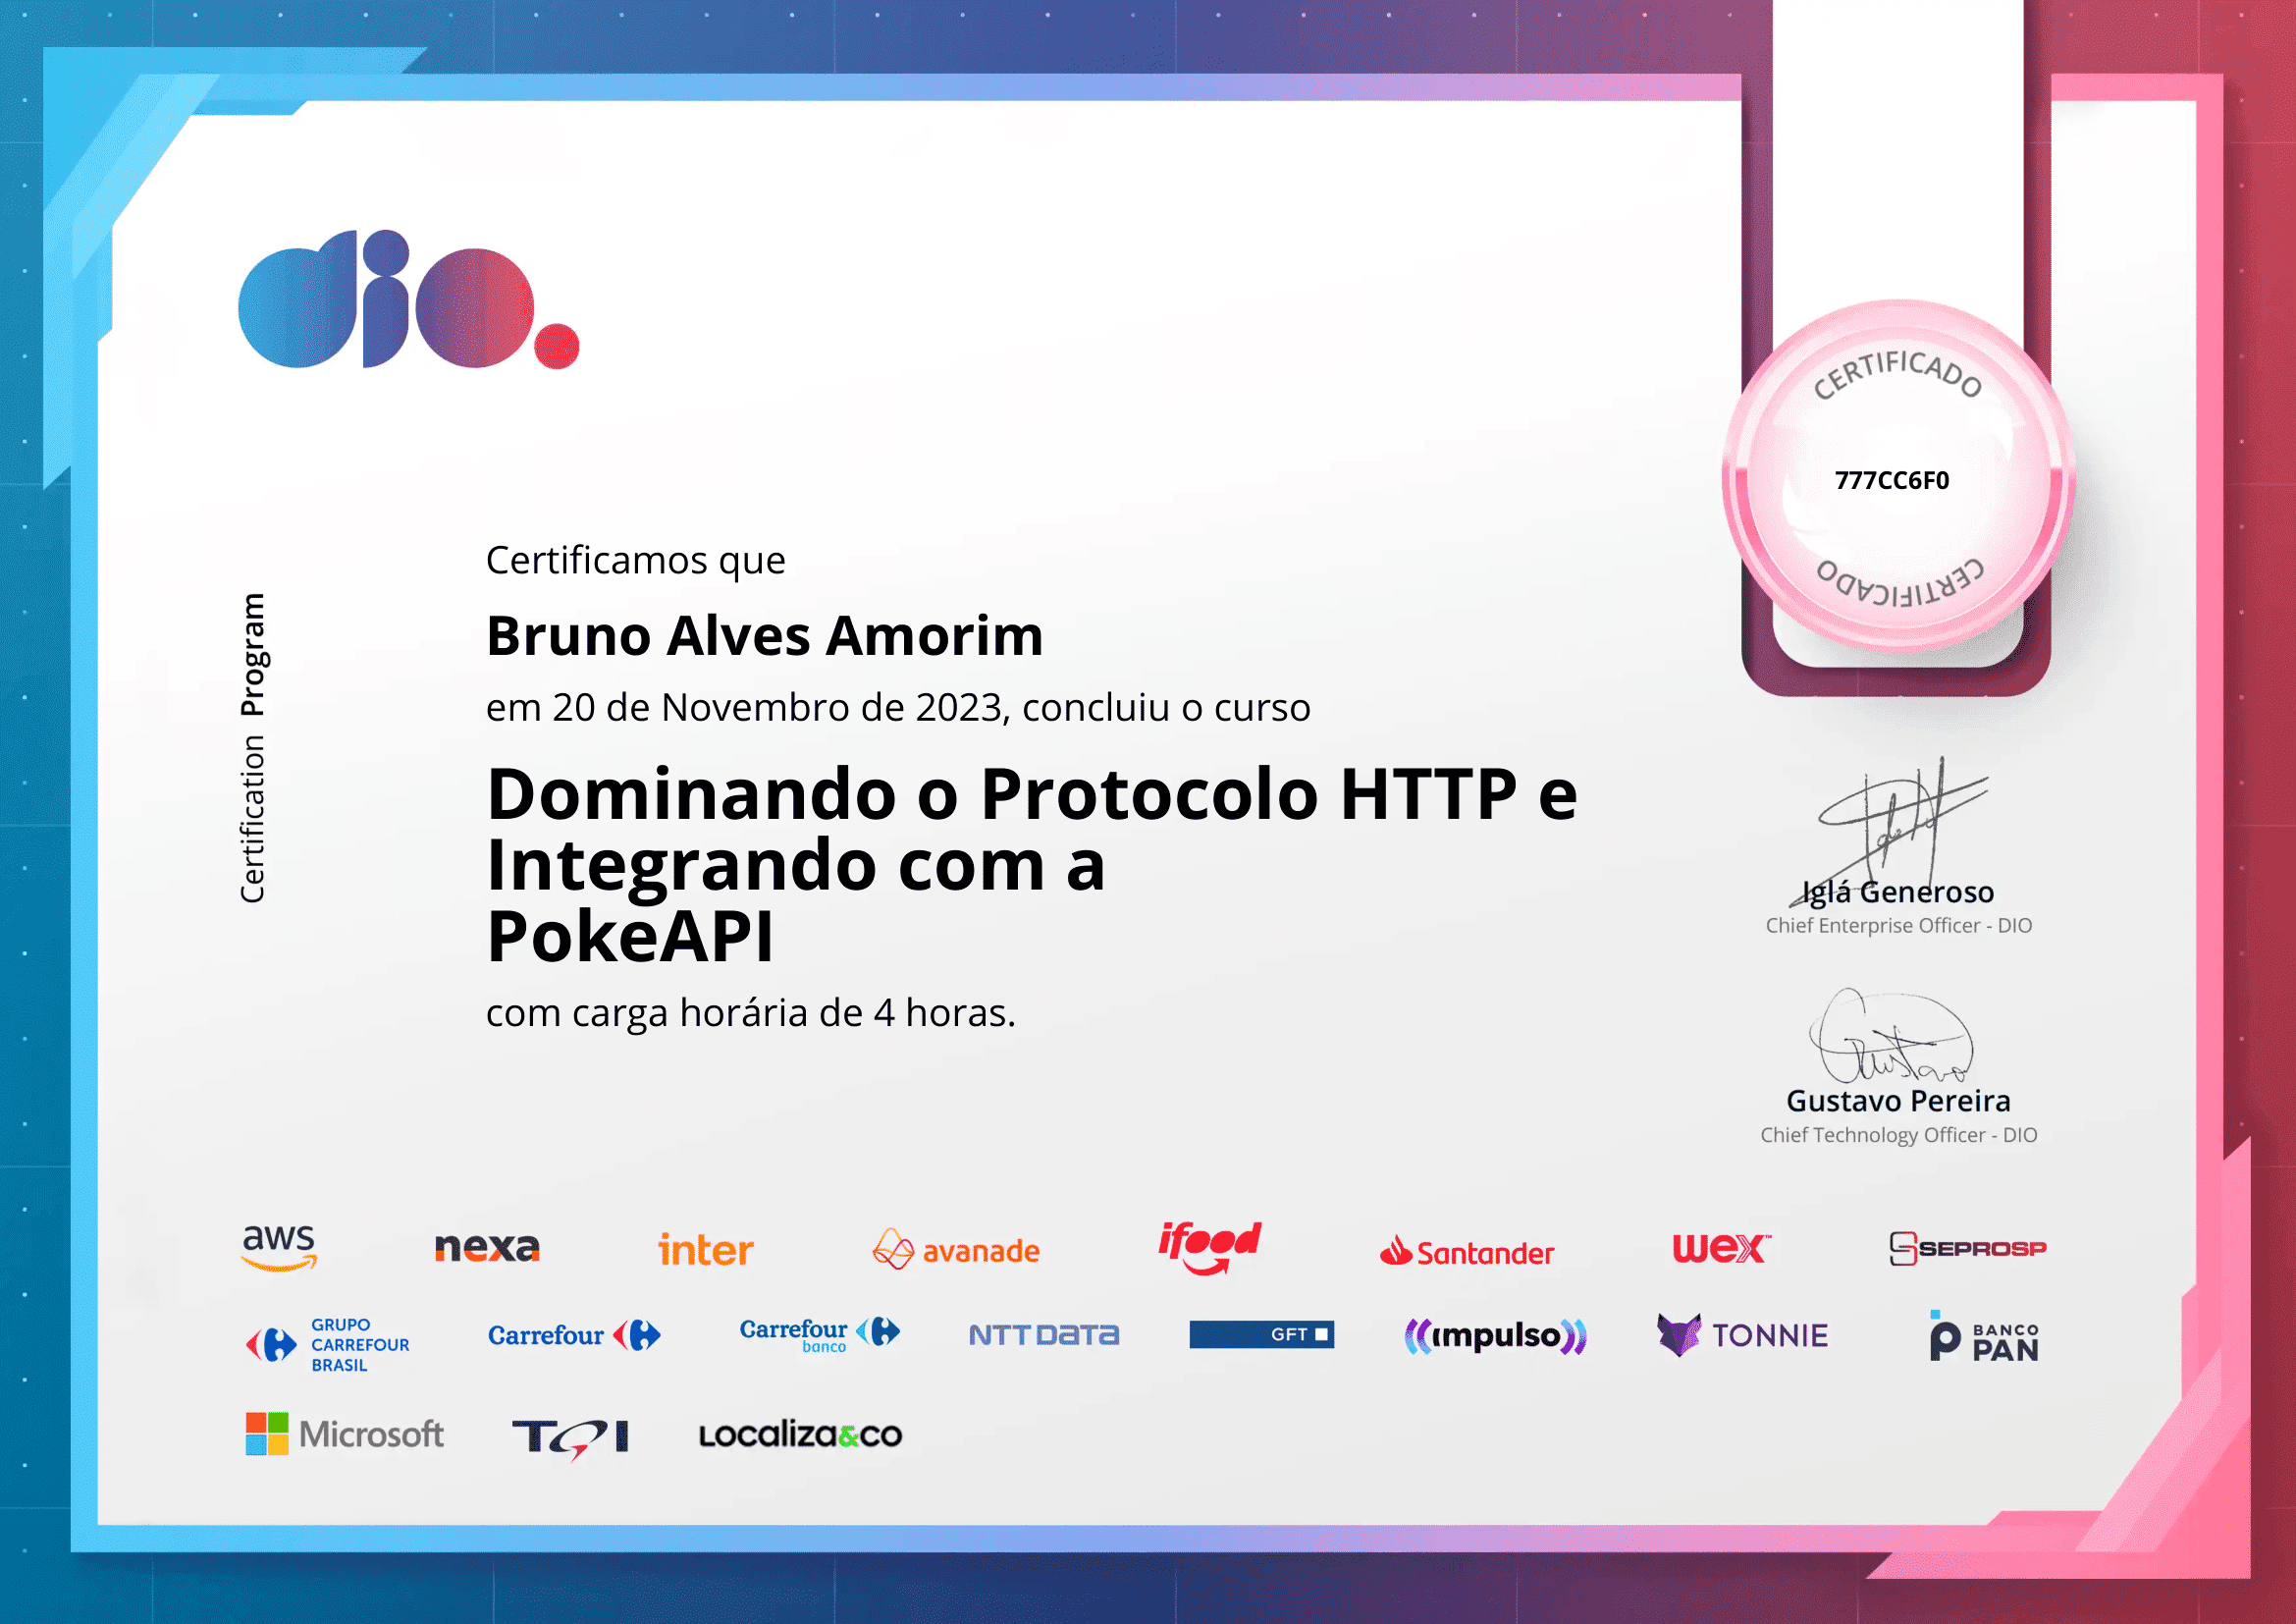 dio.
CERTIFICADO
777CC6F0
CERTIFICADO
Certification Program
Certificamos que
Bruno Alves Amorim
em 20 de Novembro de 2023, concluiu o curso
Dominando o Protocolo HTTP e
Integrando com a
PokeAPI
com carga horária de 4 horas.
Iglá Generoso
Chief Enterprise Officer - DIO
Gustavo
Gustavo Pereira
Chief Technology Officer - DIO
aws nexa inter avanade ifood Santander wex™ SEPROSP
GRUPO
CARREFOUR
BRASIL
Carrefour
Carrefour
banco
NTT DATA
GFT
impulso
TONNIE
BANCO
PAN
Microsoft TQI Localiza&co